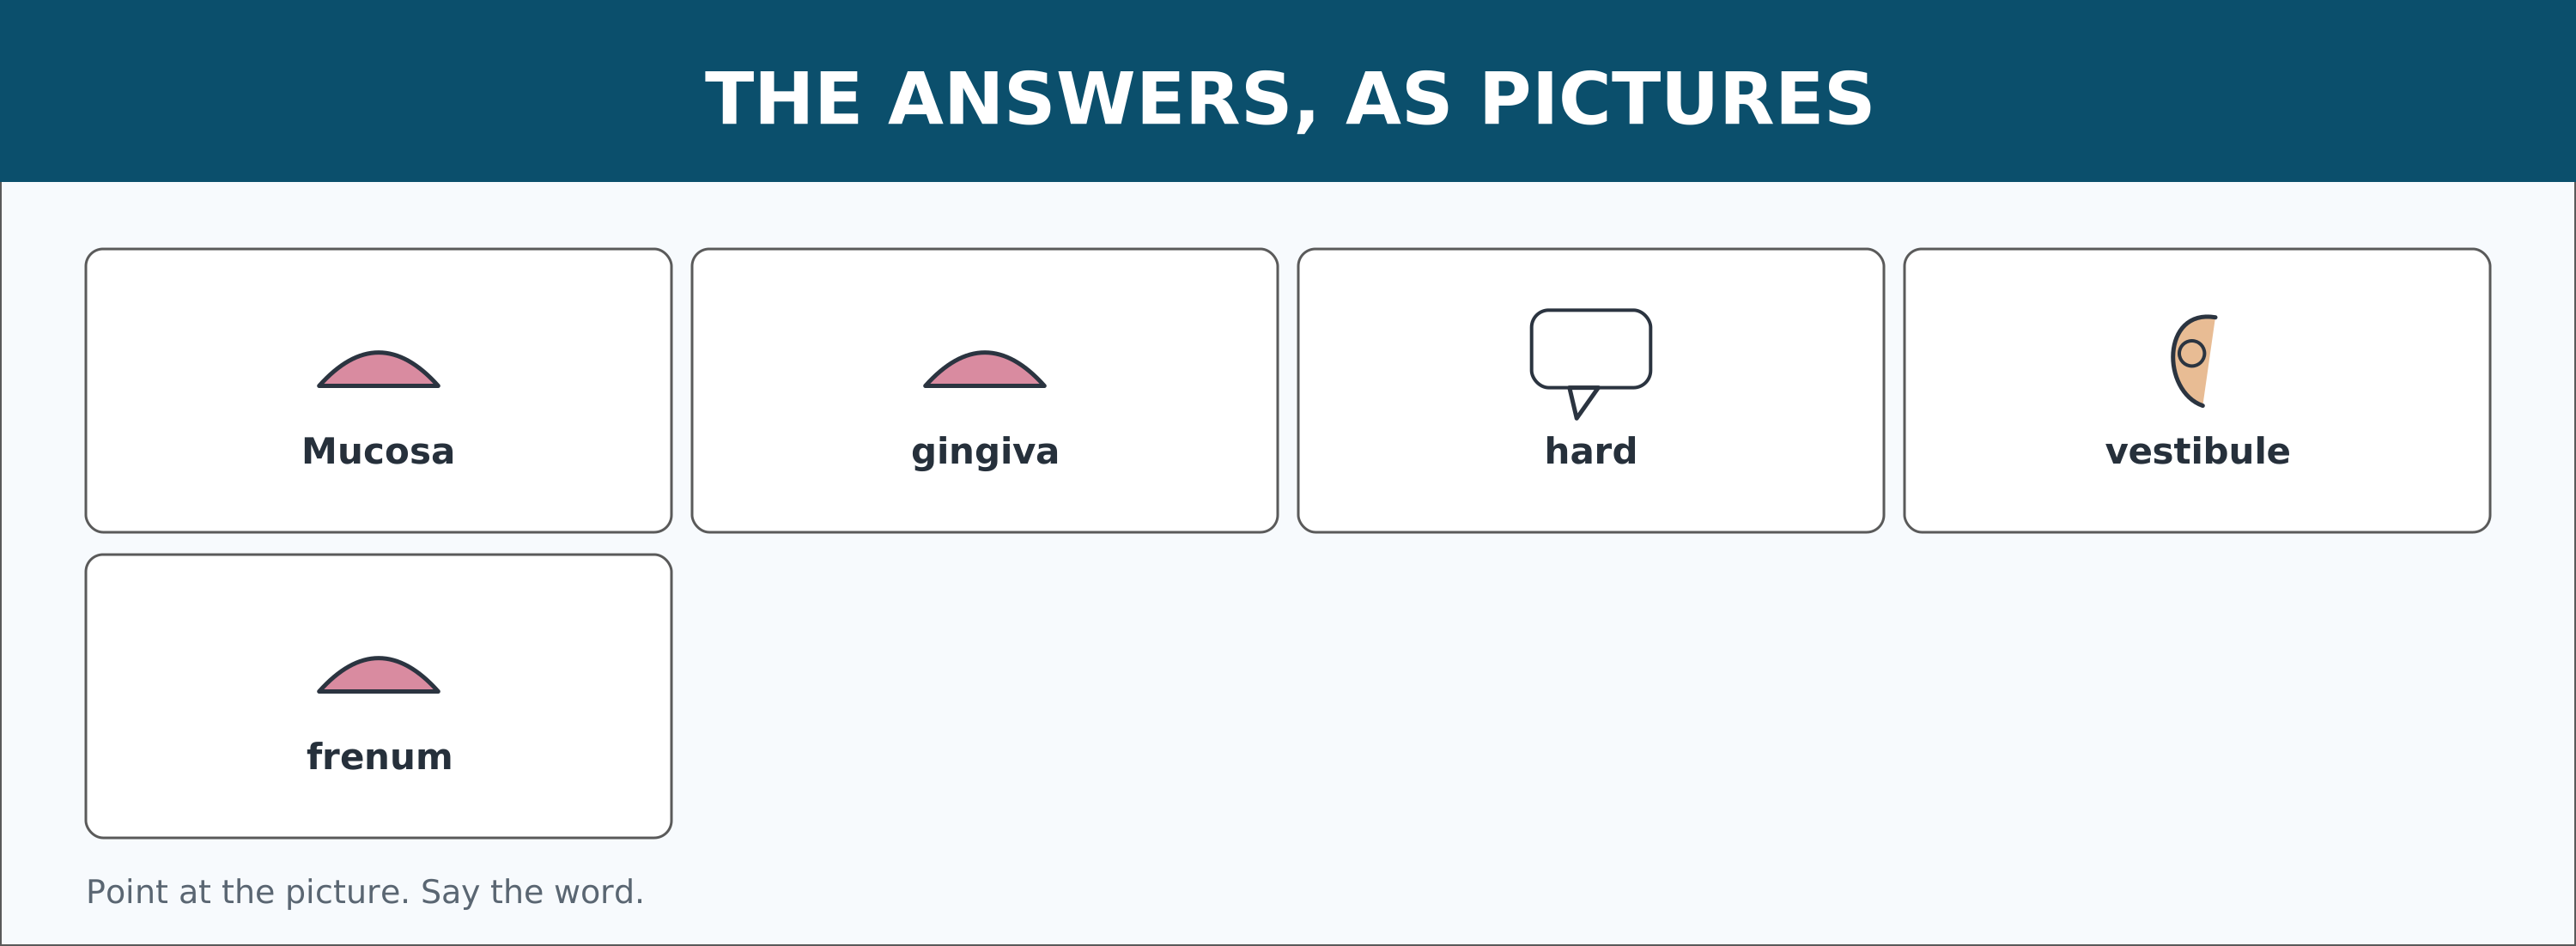 THE ANSWERS, AS PICTURES
Mucosa
gingiva
hard
vestibule
frenum
Point at the picture. Say the word.